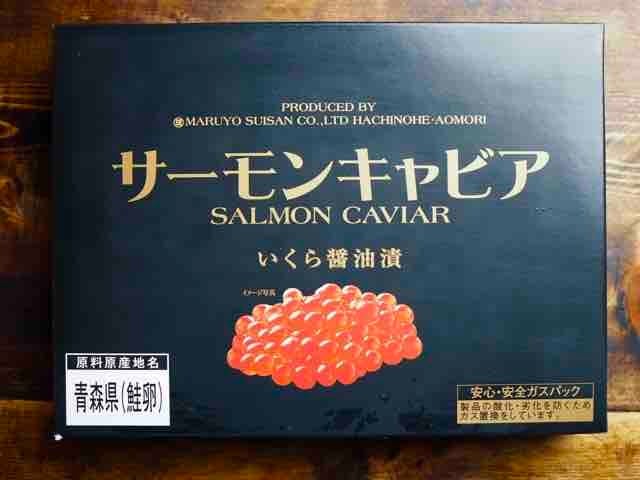 PRODUCED BY
MARUYO SUISAN CO.,LTD HACHINOHE・AOMORI
サーモンキャビア
SALMON CAVIAR
いくら醤油漬
イメージ写真
原料原産地名
青森県(鮭卵)
安心・安全ガスパック
製品の酸化・劣化を防ぐため
ガス置換をしています。